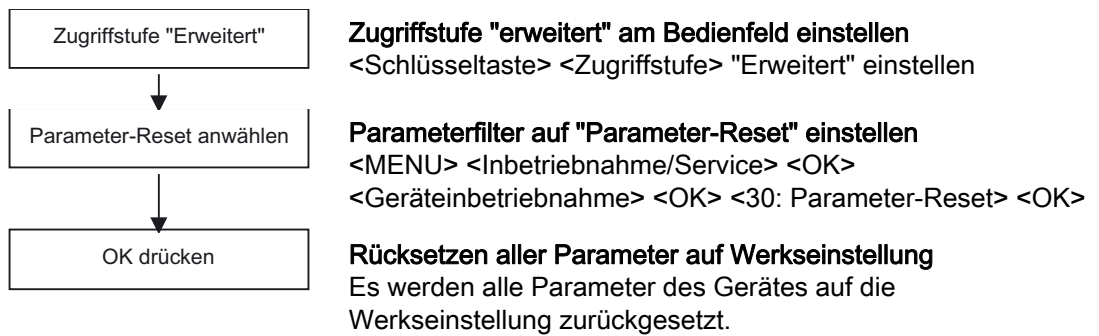 Zugriffstufe "Erweitert"
Zugriffstufe "erweitert" am Bedienfeld einstellen
<Schlüsseltaste> <Zugriffstufe> "Erweitert" einstellen
Parameter-Reset anwählen
Parameterfilter auf "Parameter-Reset" einstellen
<MENU> <Inbetriebnahme/Service> <OK>
<Geräteinbetriebnahme> <OK> <30: Parameter-Reset> <OK>
OK drücken
Rücksetzen aller Parameter auf Werkseinstellung
Es werden alle Parameter des Gerätes auf die
Werkseinstellung zurückgesetzt.